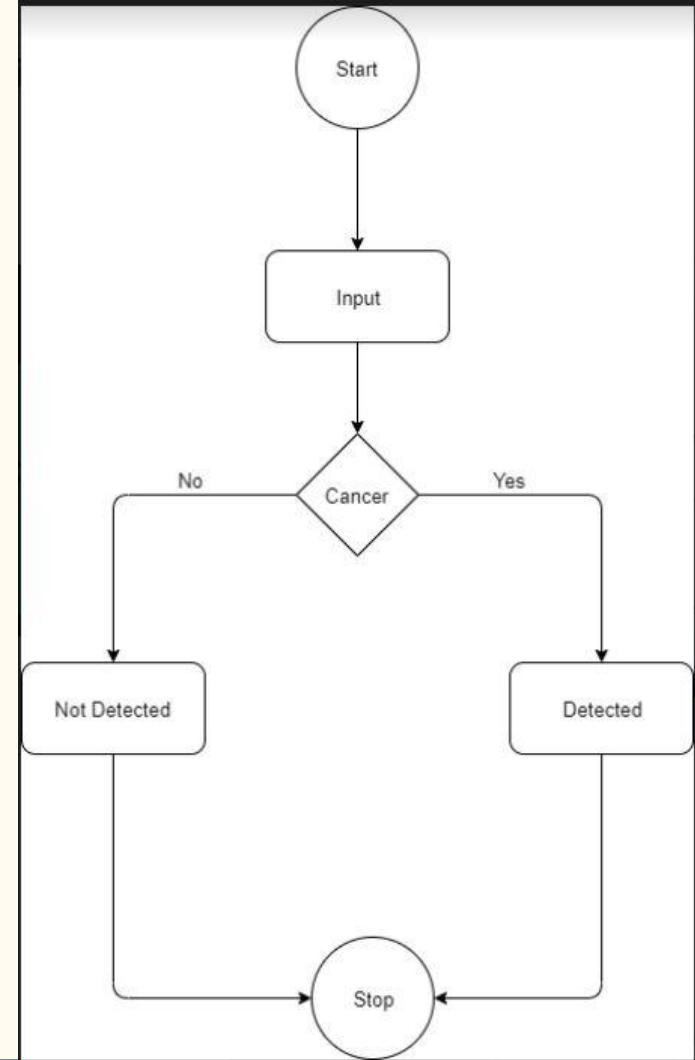 Start
Input
No
Cancer
Yes
Not Detected
Detected
Stop